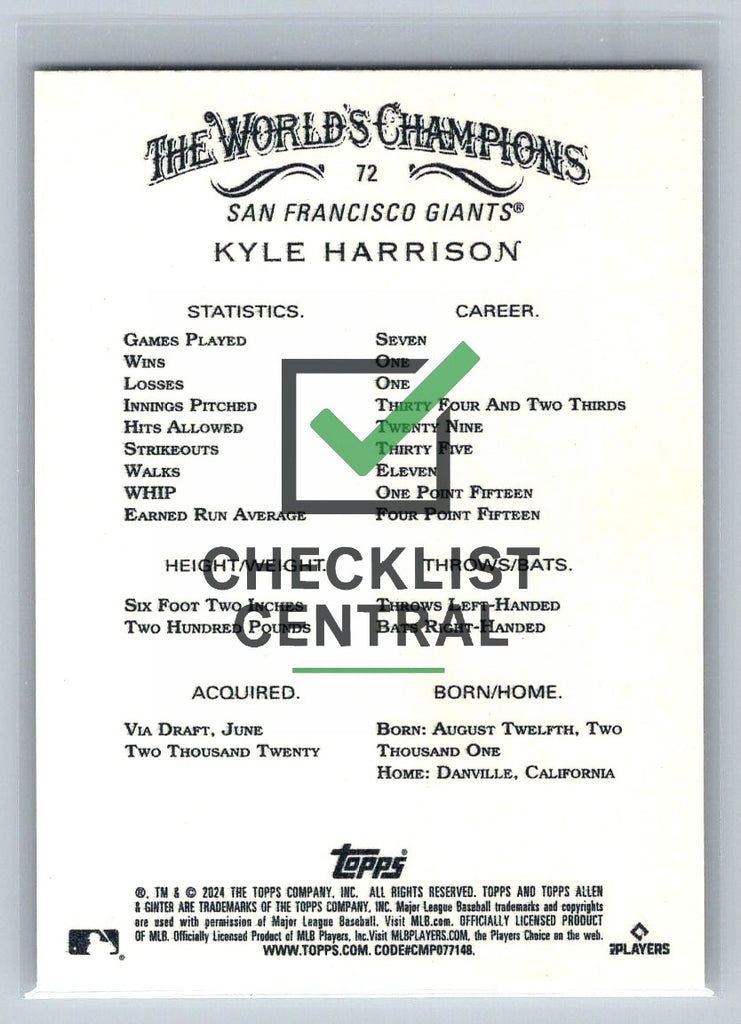 THE WORLD'S CHAMPIONS
72
SAN FRANCISCO GIANTS®
KYLE HARRISON
STATISTICS. CAREER.
GAMES PLAYED SEVEN
WINS ONE
LOSSES ONE
INNINGS PITCHED THIRTY FOUR AND TWO THIRDS
HITS ALLOWED TWENTY NINE
STRIKEOUTS THIRTY FIVE
WALKS ELEVEN
WHIP ONE POINT FIFTEEN
EARNED RUN AVERAGE FOUR POINT FIFTEEN
HEIGHT/WEIGHT. THROWS/BATS.
SIX FOOT TWO INCHES THROWS LEFT-HANDED
TWO HUNDRED POUNDS BATS RIGHT-HANDED
CHECKLIST
CENTRAL
ACQUIRED. BORN/HOME.
VIA DRAFT, JUNE BORN: AUGUST TWELFTH, TWO
TWO THOUSAND TWENTY THOUSAND ONE
HOME: DANVILLE, CALIFORNIA
Topps®
®, TM & © 2024 THE TOPPS COMPANY, INC. ALL RIGHTS RESERVED. TOPPS AND TOPPS ALLEN
& GINTER ARE TRADEMARKS OF THE TOPPS COMPANY, INC. Major League Baseball trademarks and copyrights
are used with permission of Major League Baseball. Visit MLB.com. OFFICIALLY LICENSED PRODUCT
OF MLB. Officially Licensed Product of MLB Players, Inc. Visit MLBPLAYERS.COM, the Players Choice on the web.
WWW.TOPPS.COM. CODE#CMP077148.
PLAYERS